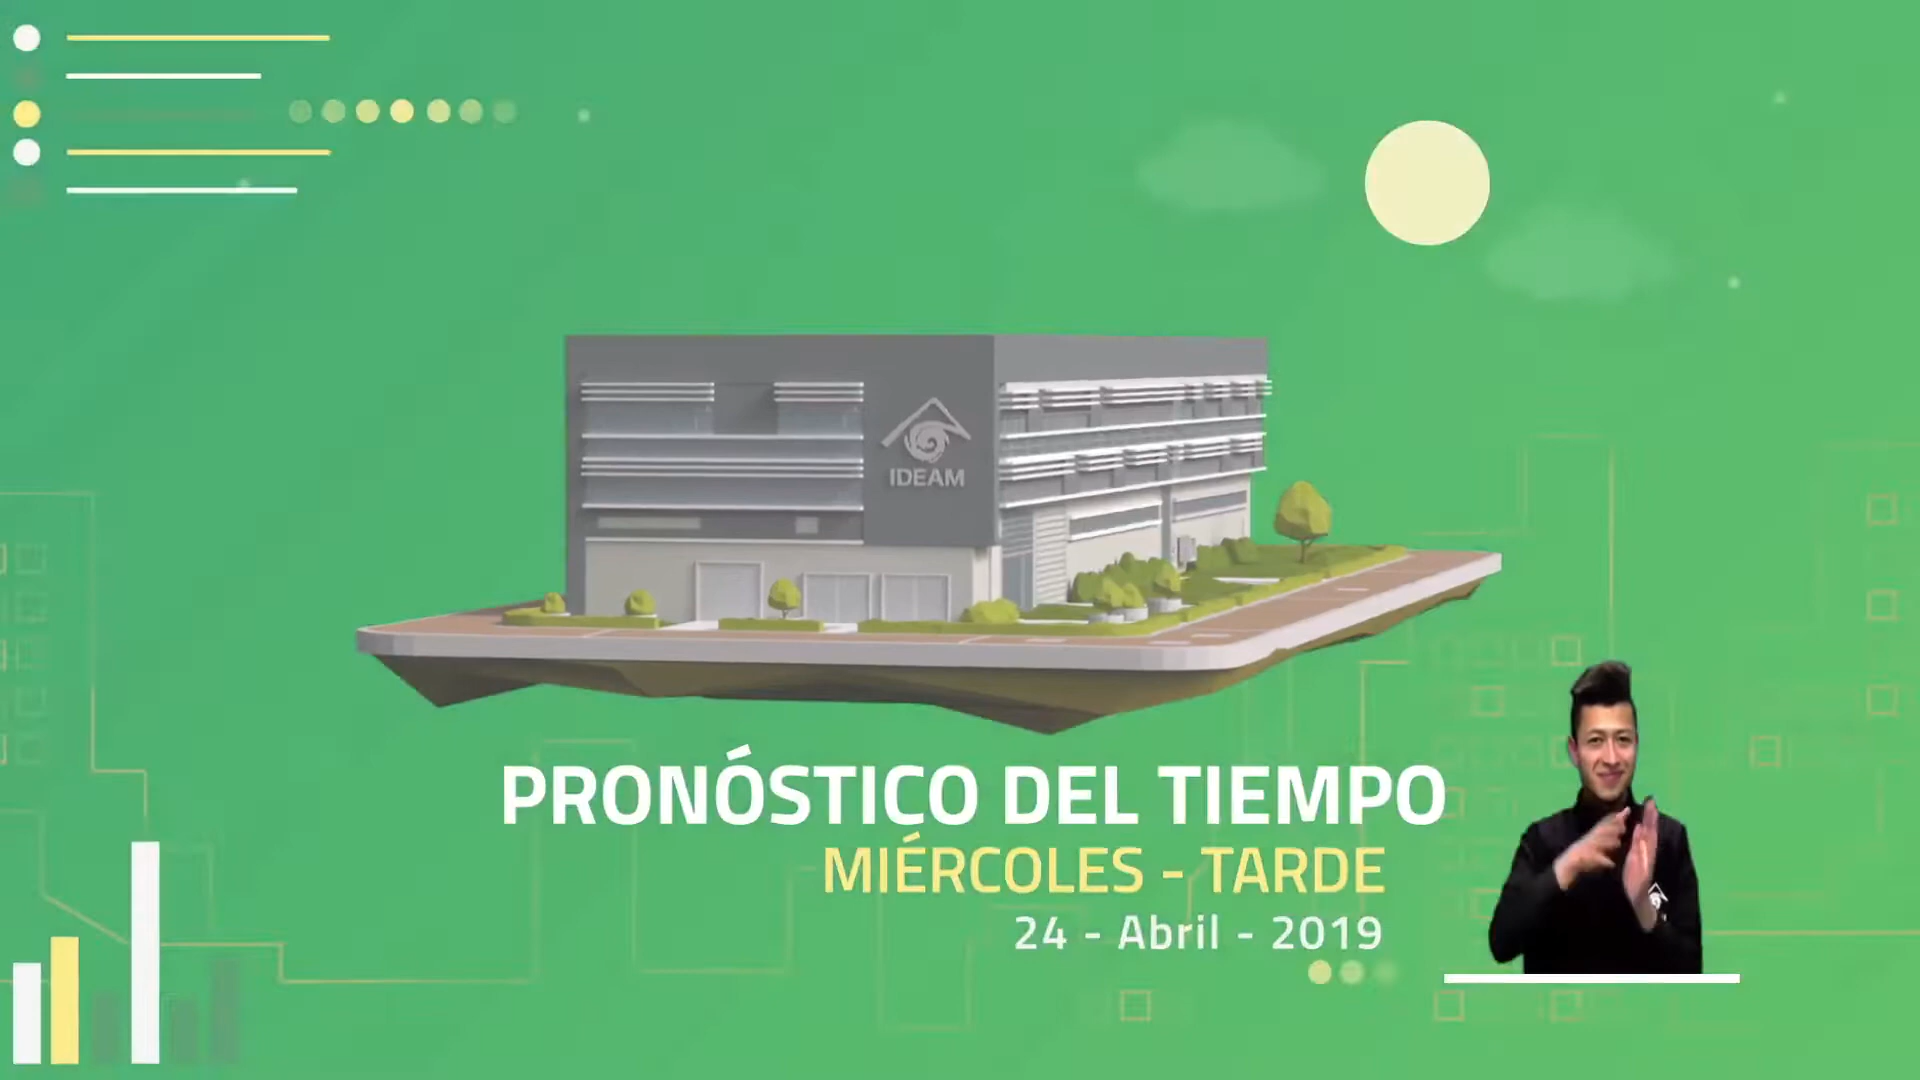 IDEAM
PRONÓSTICO DEL TIEMPO
MIÉRCOLES - TARDE
24 - Abril - 2019